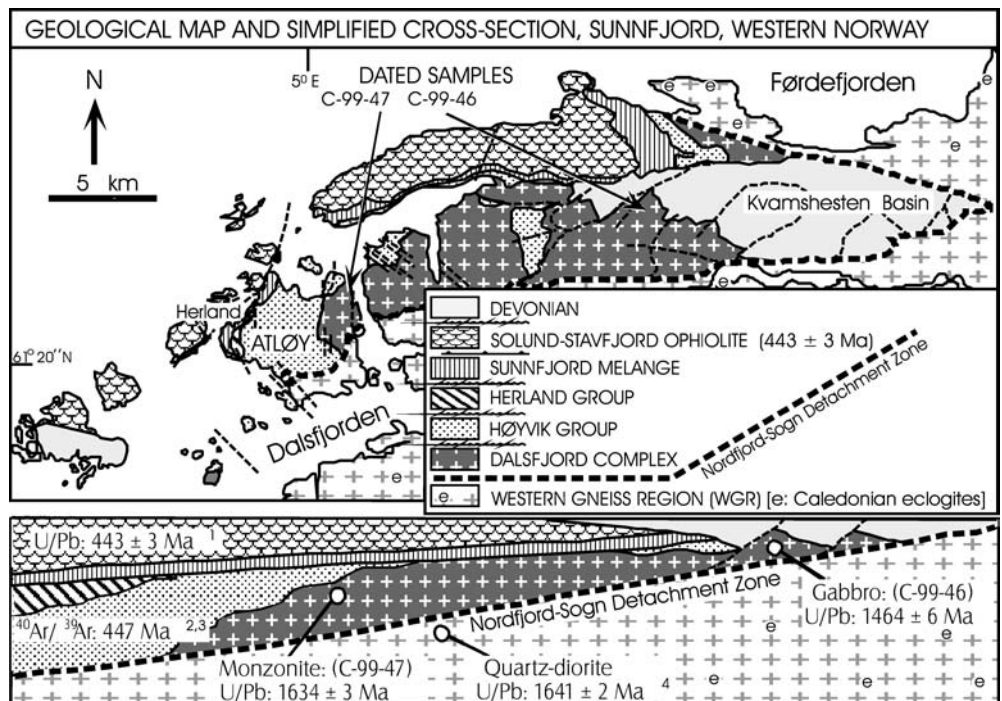 GEOLOGICAL MAP AND SIMPLIFIED CROSS-SECTION, SUNNFJORD, WESTERN NORWAY
5⁰ E
DATED SAMPLES
C-99-47 C-99-46
Førdefjorden
N
5 km
Kvamshesten Basin
Herland
ATLØY
61° 20''N
Dalsfjorden
DEVONIAN
SOLUND-STAVFJORD OPHIOLITE (443 ± 3 Ma)
SUNNFJORD MELANGE
HERLAND GROUP
HØYVIK GROUP
DALSFJORD COMPLEX
Nordfjord-Sogn Detachment Zone
e WESTERN GNEISS REGION (WGR) [e: Caledonian eclogites]
e
e
e
e
e
e
e
U/Pb: 443 ± 3 Ma ¹
⁴⁰Ar/ ³⁹Ar: 447 Ma ²,³
Nordfjord-Sogn Detachment Zone
Gabbro: (C-99-46)
U/Pb: 1464 ± 6 Ma
Monzonite: (C-99-47)
U/Pb: 1634 ± 3 Ma
Quartz-diorite
U/Pb: 1641 ± 2 Ma ⁴
e
e
e
e
e
e